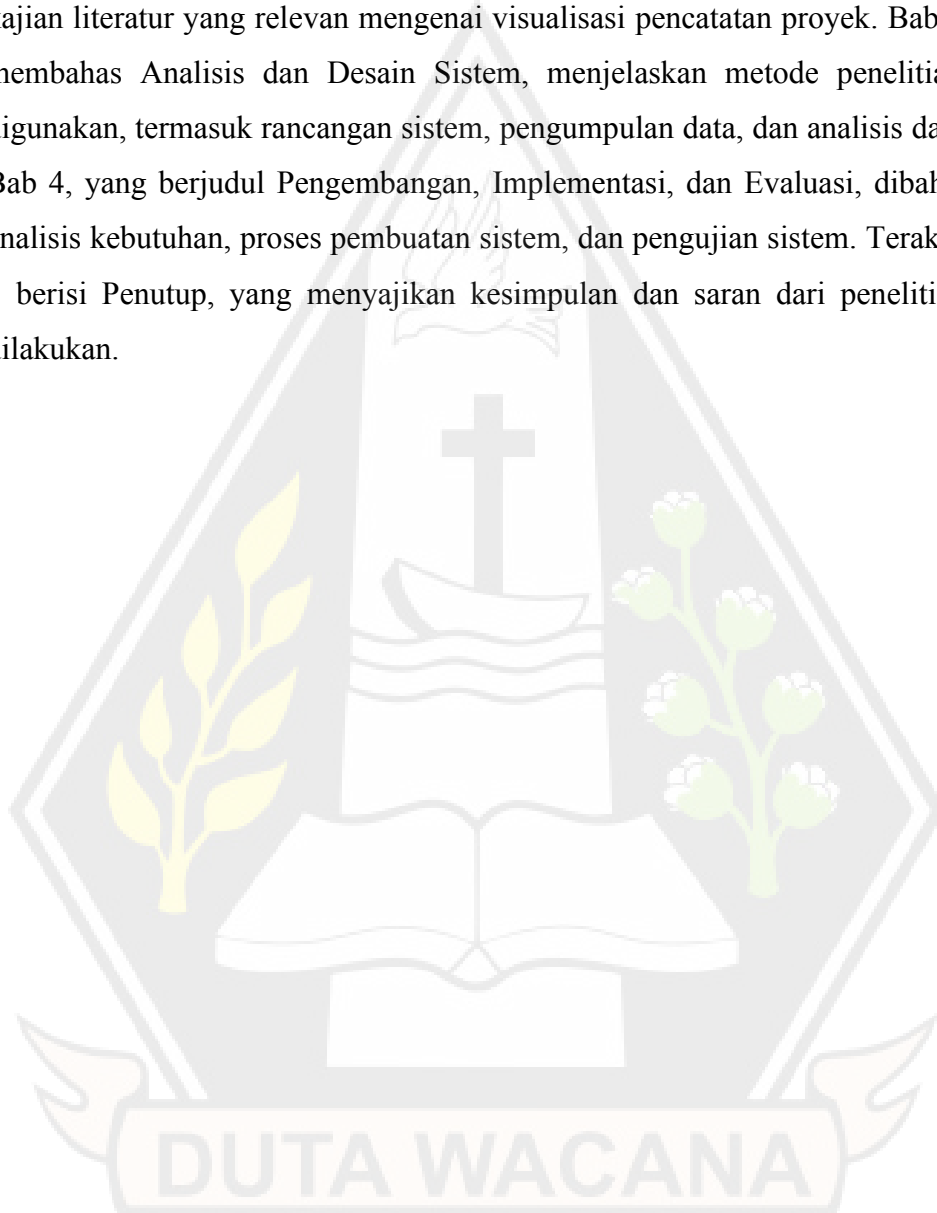 kajian literatur yang relevan mengenai visualisasi pencatatan proyek. Bab
membahas Analisis dan Desain Sistem, menjelaskan metode penelitia
digunakan, termasuk rancangan sistem, pengumpulan data, dan analisis da
Bab 4, yang berjudul Pengembangan, Implementasi, dan Evaluasi, dibah
analisis kebutuhan, proses pembuatan sistem, dan pengujian sistem. Terak
berisi Penutup, yang menyajikan kesimpulan dan saran dari peneliti
dilakukan.
DUTA WACANA